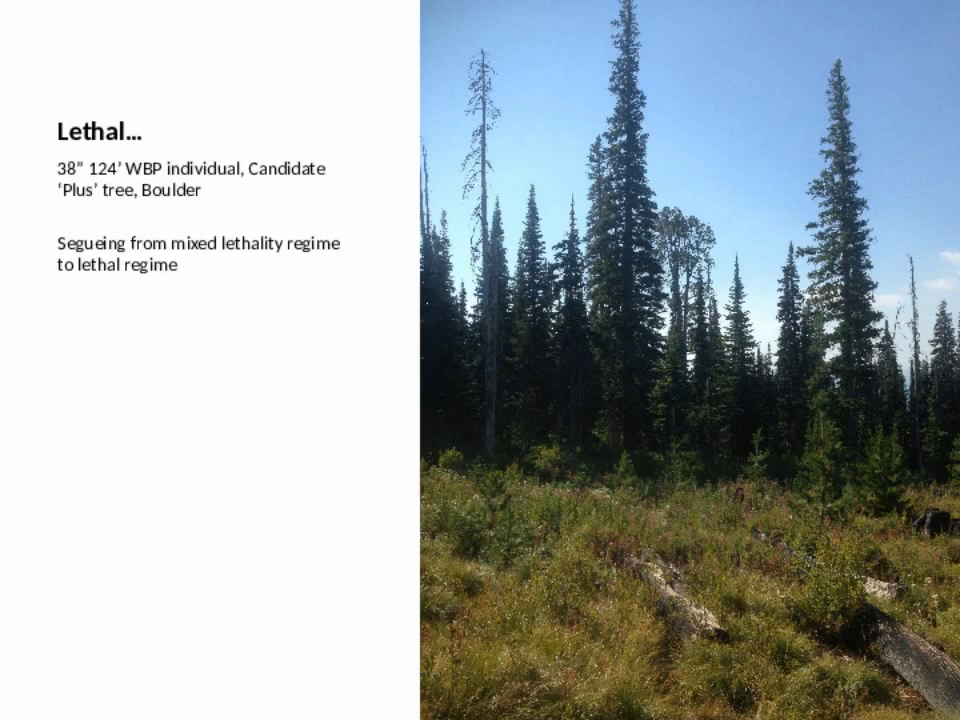 Lethal…
38” 124’ WBP individual, Candidate
‘Plus’ tree, Boulder
Segueing from mixed lethality regime
to lethal regime